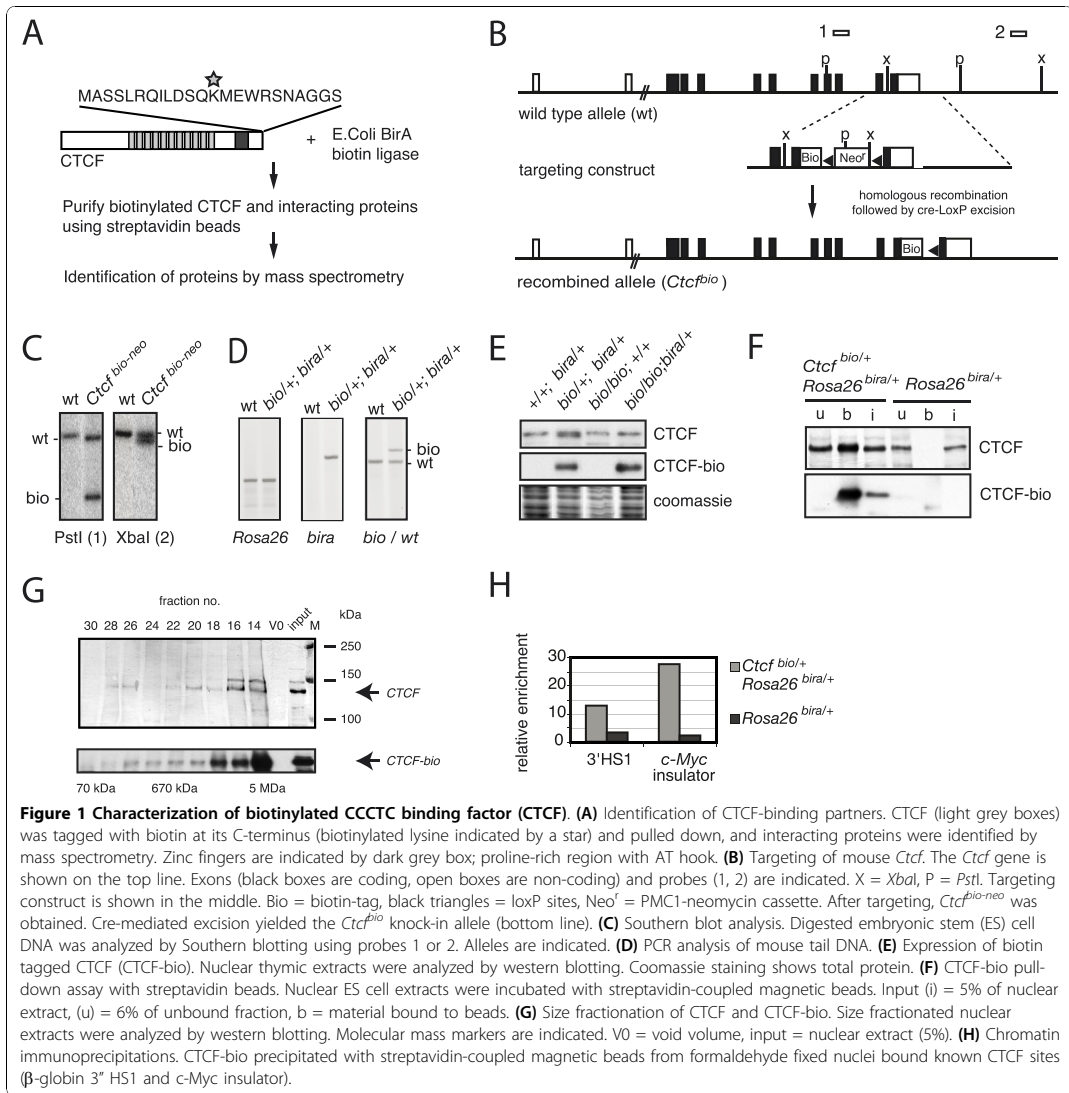 A
MASSLRQILDSQKMEWRSNAGGS
CTCF
+
E.Coli BirA
biotin ligase
Purify biotinylated CTCF and interacting proteins
using streptavidin beads
Identification of proteins by mass spectrometry
B
1
2
p
x
p
x
wild type allele (wt)
x
p
x
Bio
Neoʳ
targeting construct
homologous recombination
followed by cre-LoxP excision
Bio
recombined allele (Ctcfᵇⁱᵒ )
C
wt
Ctcf bio-neo
wt
Ctcf bio-neo
wt
bio
wt
bio
PstI (1)
XbaI (2)
D
wt
bio/+; bira/+
wt
bio/+; bira/+
wt
bio/+; bira/+
bio
wt
Rosa26
bira
bio / wt
E
+/+; bira/+
bio/+; bira/+
bio/bio; +/+
bio/bio;bira/+
CTCF
CTCF-bio
coomassie
F
Ctcf bio/+
Rosa26 bira/+
Rosa26 bira/+
u b i u b i
CTCF
CTCF-bio
G
fraction no.
30 28 26 24 22 20 18 16 14 V0 input M
kDa
250
150
CTCF
100
CTCF-bio
70 kDa 670 kDa 5 MDa
H
relative enrichment
30
20
10
0
3'HS1
c-Myc
insulator
Ctcf bio/+
Rosa26 bira/+
Rosa26 bira/+
Figure 1 Characterization of biotinylated CCCTC binding factor (CTCF). (A) Identification of CTCF-binding partners. CTCF (light grey boxes)
was tagged with biotin at its C-terminus (biotinylated lysine indicated by a star) and pulled down, and interacting proteins were identified by
mass spectrometry. Zinc fingers are indicated by dark grey box; proline-rich region with AT hook. (B) Targeting of mouse Ctcf. The Ctcf gene is
shown on the top line. Exons (black boxes are coding, open boxes are non-coding) and probes (1, 2) are indicated. X = XbaI, P = PstI. Targeting
construct is shown in the middle. Bio = biotin-tag, black triangles = loxP sites, Neoʳ = PMC1-neomycin cassette. After targeting, Ctcfᵇⁱᵒ⁻ⁿᵉᵒ was
obtained. Cre-mediated excision yielded the Ctcfᵇⁱᵒ knock-in allele (bottom line). (C) Southern blot analysis. Digested embryonic stem (ES) cell
DNA was analyzed by Southern blotting using probes 1 or 2. Alleles are indicated. (D) PCR analysis of mouse tail DNA. (E) Expression of biotin
tagged CTCF (CTCF-bio). Nuclear thymic extracts were analyzed by western blotting. Coomassie staining shows total protein. (F) CTCF-bio pull-
down assay with streptavidin beads. Nuclear ES cell extracts were incubated with streptavidin-coupled magnetic beads. Input (i) = 5% of nuclear
extract, (u) = 6% of unbound fraction, b = material bound to beads. (G) Size fractionation of CTCF and CTCF-bio. Size fractionated nuclear
extracts were analyzed by western blotting. Molecular mass markers are indicated. V0 = void volume, input = nuclear extract (5%). (H) Chromatin
immunoprecipitations. CTCF-bio precipitated with streptavidin-coupled magnetic beads from formaldehyde fixed nuclei bound known CTCF sites
(β-globin 3″ HS1 and c-Myc insulator).